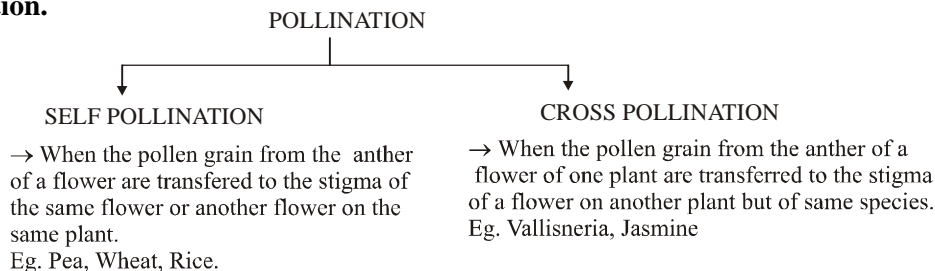 ion.
POLLINATION
SELF POLLINATION
→ When the pollen grain from the anther
of a flower are transfered to the stigma of
the same flower or another flower on the
same plant.
Eg. Pea, Wheat, Rice.
CROSS POLLINATION
→ When the pollen grain from the anther of a
flower of one plant are transferred to the stigma
of a flower on another plant but of same species.
Eg. Vallisneria, Jasmine